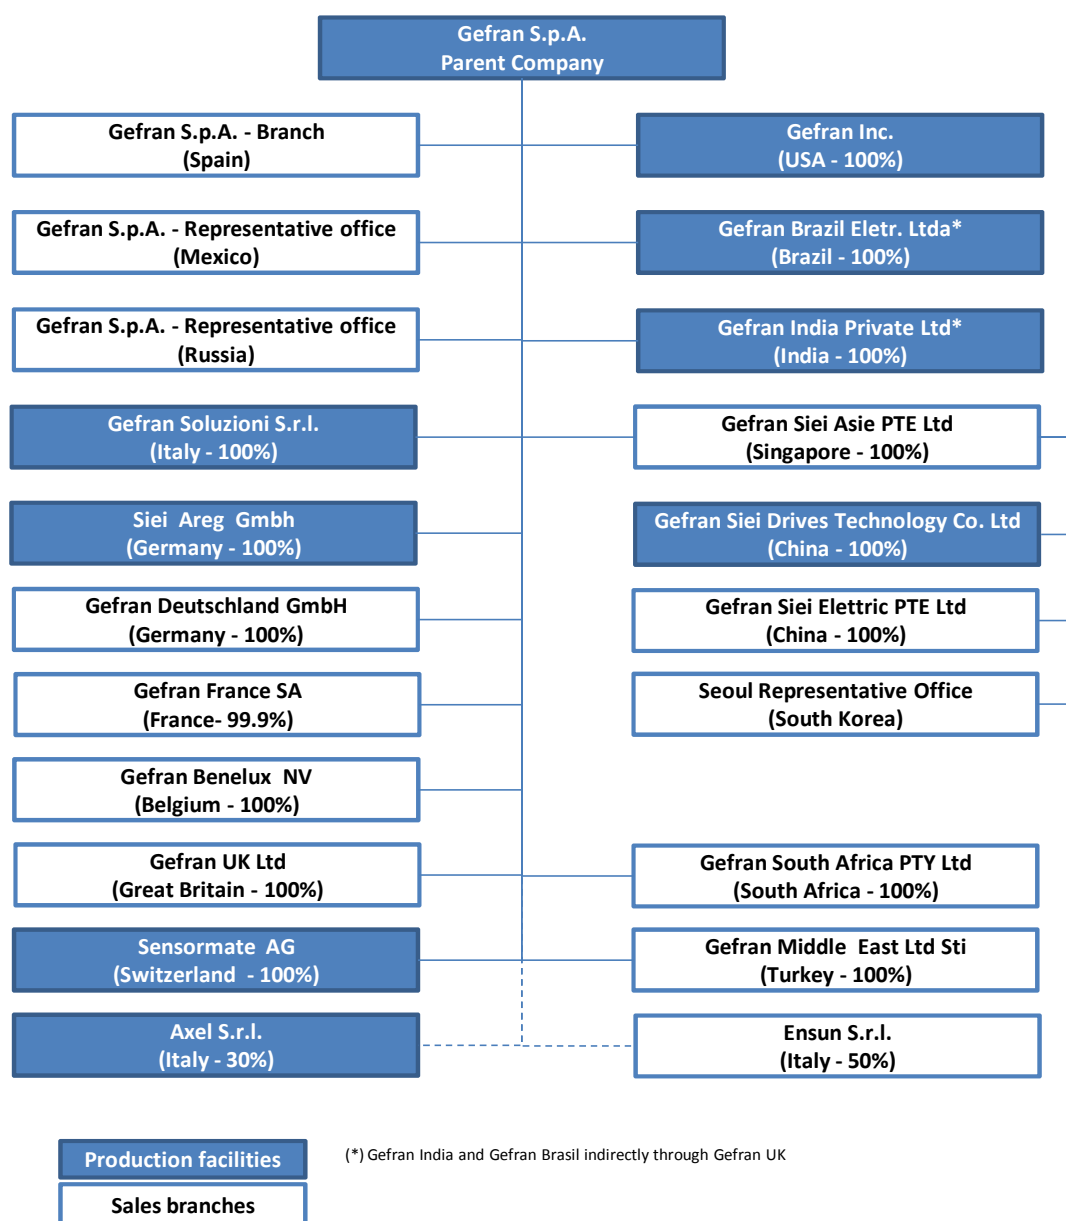 Gefran S.p.A.
Parent Company
Gefran S.p.A. - Branch
(Spain)
Gefran Inc.
(USA - 100%)
Gefran S.p.A. - Representative office
(Mexico)
Gefran Brazil Eletr. Ltda*
(Brazil - 100%)
Gefran S.p.A. - Representative office
(Russia)
Gefran India Private Ltd*
(India - 100%)
Gefran Soluzioni S.r.l.
(Italy - 100%)
Gefran Siei Asie PTE Ltd
(Singapore - 100%)
Siei Areg Gmbh
(Germany - 100%)
Gefran Siei Drives Technology Co. Ltd
(China - 100%)
Gefran Deutschland GmbH
(Germany - 100%)
Gefran Siei Elettric PTE Ltd
(China - 100%)
Gefran France SA
(France- 99.9%)
Seoul Representative Office
(South Korea)
Gefran Benelux NV
(Belgium - 100%)
Gefran UK Ltd
(Great Britain - 100%)
Gefran South Africa PTY Ltd
(South Africa - 100%)
Sensormate AG
(Switzerland - 100%)
Gefran Middle East Ltd Sti
(Turkey - 100%)
Axel S.r.l.
(Italy - 30%)
Ensun S.r.l.
(Italy - 50%)
Production facilities
(*) Gefran India and Gefran Brasil indirectly through Gefran UK
Sales branches